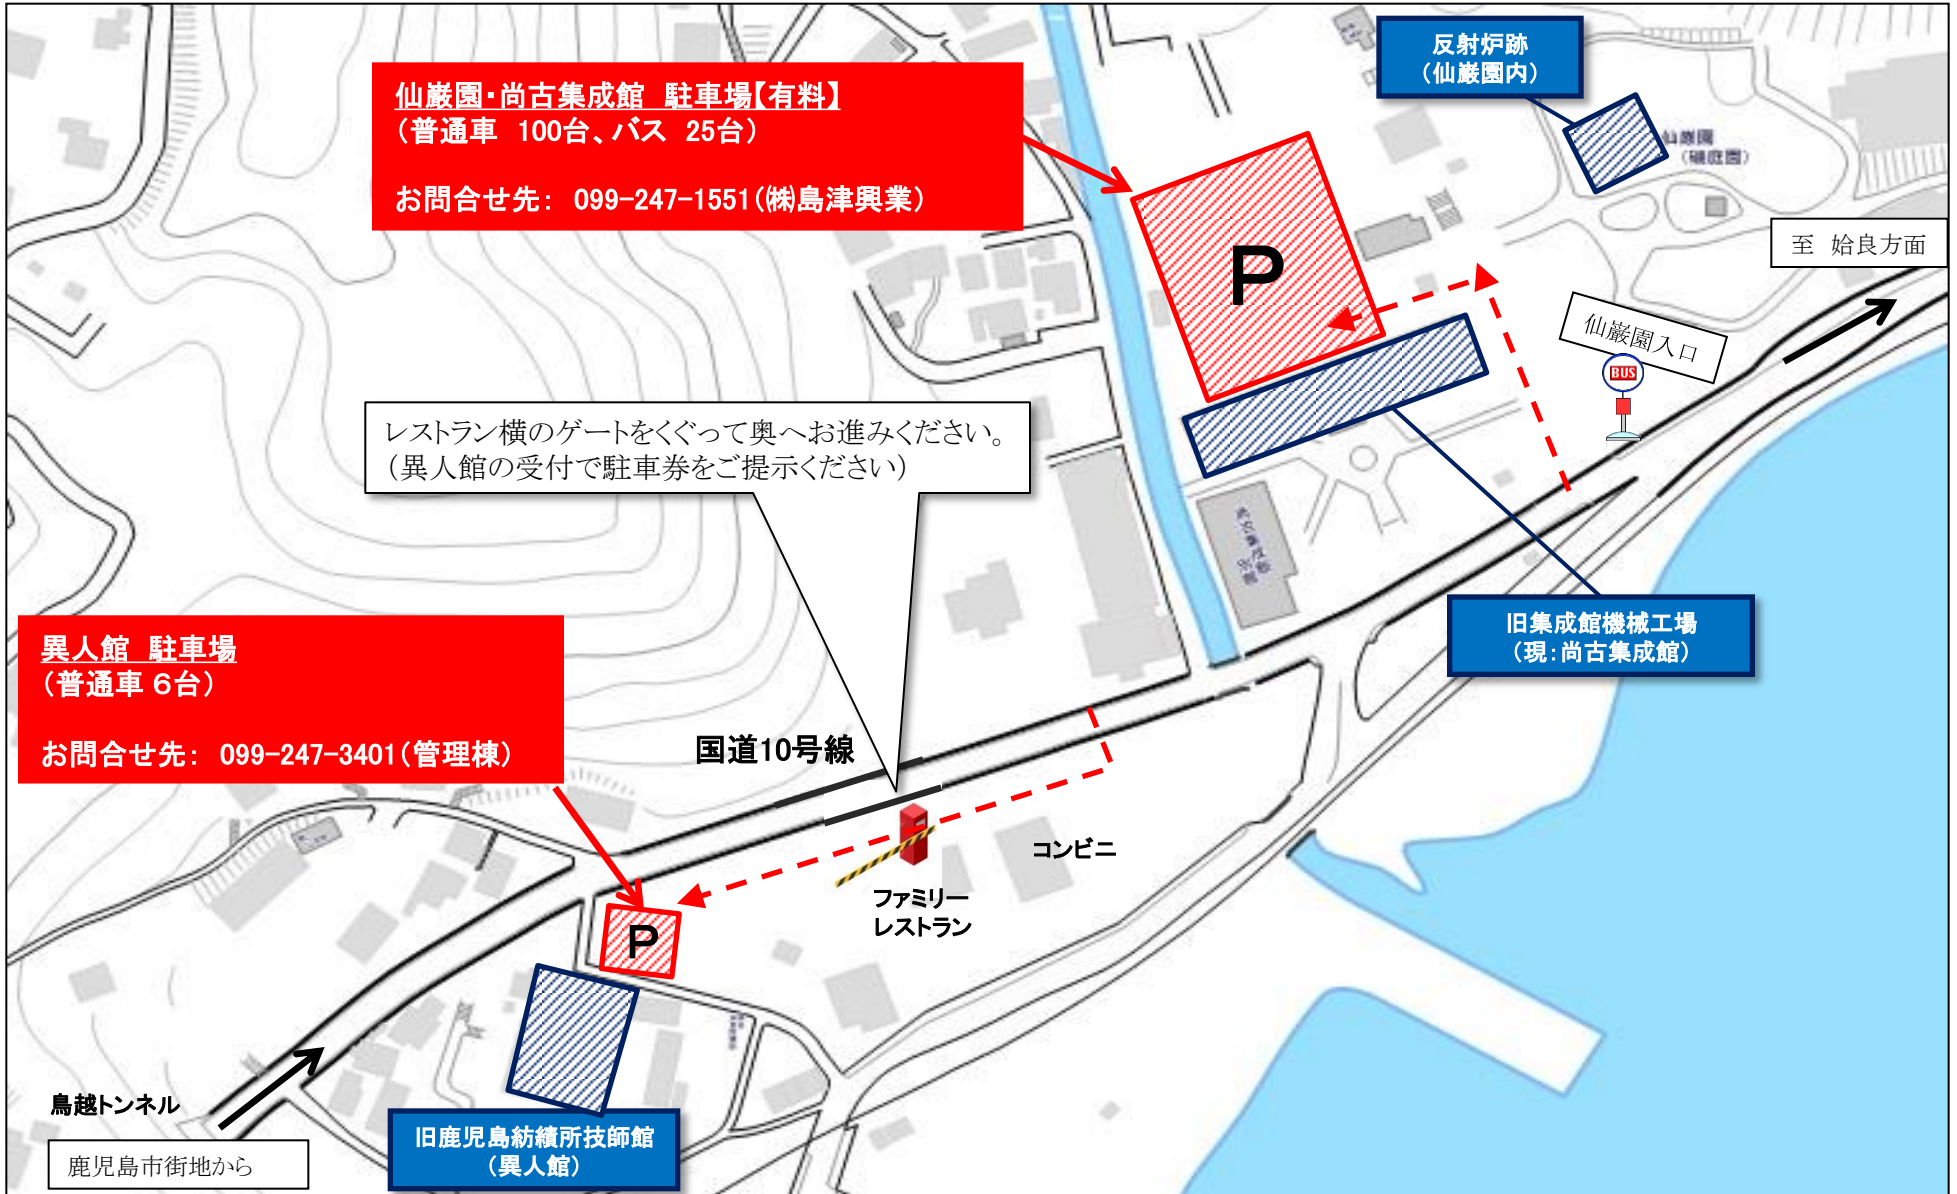 反射炉跡
（仙巌園内）
仙巌園・尚古集成館　駐車場【有料】
（普通車　100台、バス　25台）
お問合せ先：　099-247-1551（㈱島津興業）
仙巌園
（磯庭園）
P
至　姶良方面
仙巌園入口
BUS
レストラン横のゲートをくぐって奥へお進みください。
（異人館の受付で駐車券をご提示ください）
旧集成館機械工場
（現：尚古集成館）
異人館　駐車場
（普通車 6台）
お問合せ先：　099-247-3401（管理棟）
国道10号線
コンビニ
ファミリー
レストラン
P
鳥越トンネル
鹿児島市街地から
旧鹿児島紡績所技師館
（異人館）